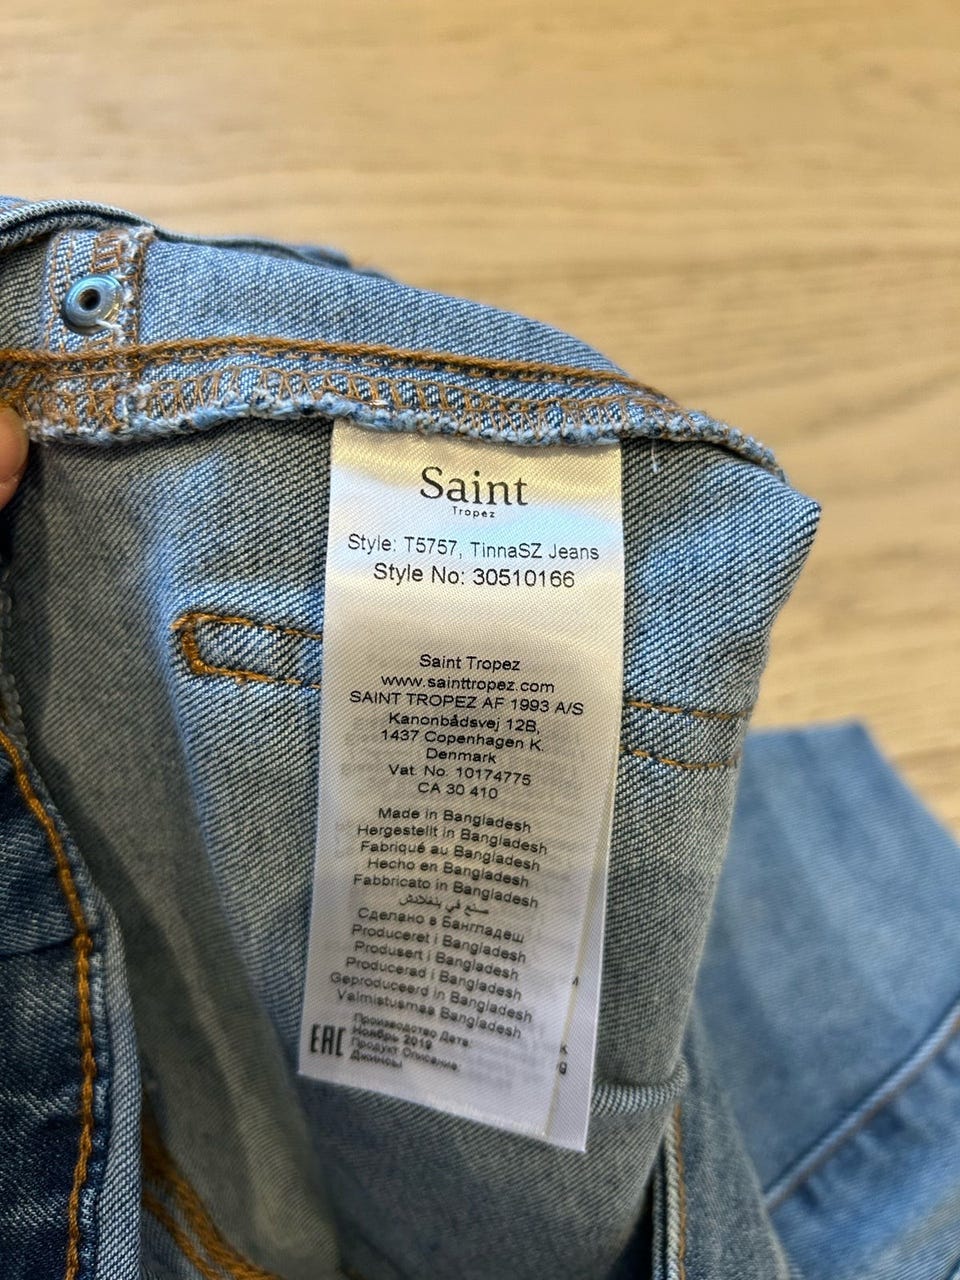 Saint
Tropez
Style: T5757, TinnaSZ Jeans
Style No: 30510166
Saint Tropez
www.sainttropez.com
SAINT TROPEZ AF 1993 A/S
Kanonbådsvej 12B,
1437 Copenhagen K.
Denmark
Vat. No. 10174775
CA 30 410
Made in Bangladesh
Hergestellt in Bangladesh
Fabriqué au Bangladesh
Hecho en Bangladesh
Fabbricato in Bangladesh
صنع في بنغلادش
Сделано в Бангладеш
Produceret i Bangladesh
Produsert i Bangladesh
Producerad i Bangladesh
Geproduceerd in Bangladesh
Valmistusmaa Bangladesh
EAC
Производство Дата:
Ноябрь 2019
Продукт Описание:
Джинсы